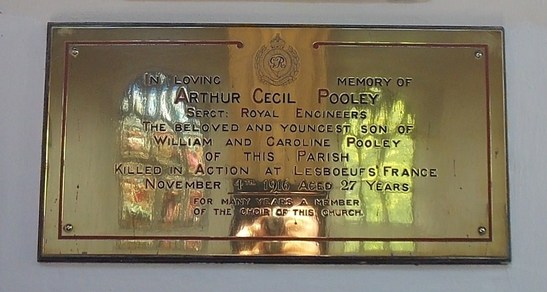 IN LOVING MEMORY OF
ARTHUR CECIL POOLEY
SERGT: ROYAL ENGINEERS
THE BELOVED AND YOUNGEST SON OF
WILLIAM AND CAROLINE POOLEY
OF THIS PARISH
KILLED IN ACTION AT LESBOEUFS FRANCE
NOVEMBER 4TH 1916 AGED 27 YEARS
FOR MANY YEARS A MEMBER
OF THE CHOIR OF THIS CHURCH.